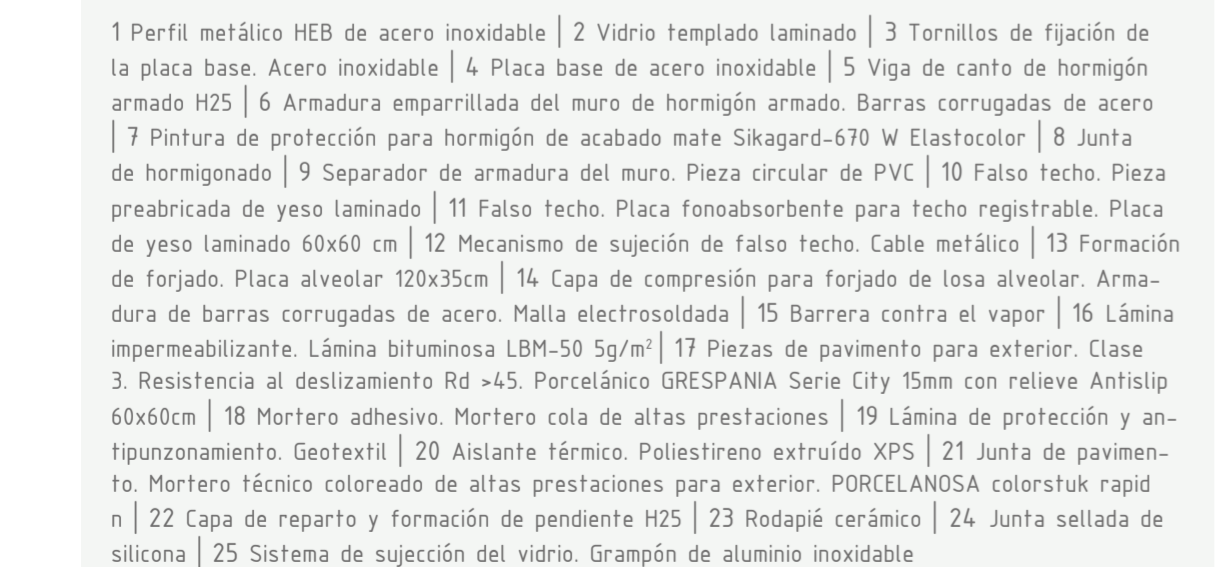 1 Perfil metálico HEB de acero inoxidable | 2 Vidrio templado laminado | 3 Tornillos de fijación de
la placa base. Acero inoxidable | 4 Placa base de acero inoxidable | 5 Viga de canto de hormigón
armado H25 | 6 Armadura emparrillada del muro de hormigón armado. Barras corrugadas de acero
| 7 Pintura de protección para hormigón de acabado mate Sikagard-670 W Elastocolor | 8 Junta
de hormigonado | 9 Separador de armadura del muro. Pieza circular de PVC | 10 Falso techo. Pieza
preabricada de yeso laminado | 11 Falso techo. Placa fonoabsorbente para techo registrable. Placa
de yeso laminado 60x60 cm | 12 Mecanismo de sujeción de falso techo. Cable metálico | 13 Formación
de forjado. Placa alveolar 120x35cm | 14 Capa de compresión para forjado de losa alveolar. Arma-
dura de barras corrugadas de acero. Malla electrosoldada | 15 Barrera contra el vapor | 16 Lámina
impermeabilizante. Lámina bituminosa LBM-50 5g/m² | 17 Piezas de pavimento para exterior. Clase
3. Resistencia al deslizamiento Rd >45. Porcelánico GRESPANIA Serie City 15mm con relieve Antislip
60x60cm | 18 Mortero adhesivo. Mortero cola de altas prestaciones | 19 Lámina de protección y an-
tipunzonamiento. Geotextil | 20 Aislante térmico. Poliestireno extruído XPS | 21 Junta de pavimen-
to. Mortero técnico coloreado de altas prestaciones para exterior. PORCELANOSA colorstuk rapid
n | 22 Capa de reparto y formación de pendiente H25 | 23 Rodapié cerámico | 24 Junta sellada de
silicona | 25 Sistema de sujección del vidrio. Grampón de aluminio inoxidable